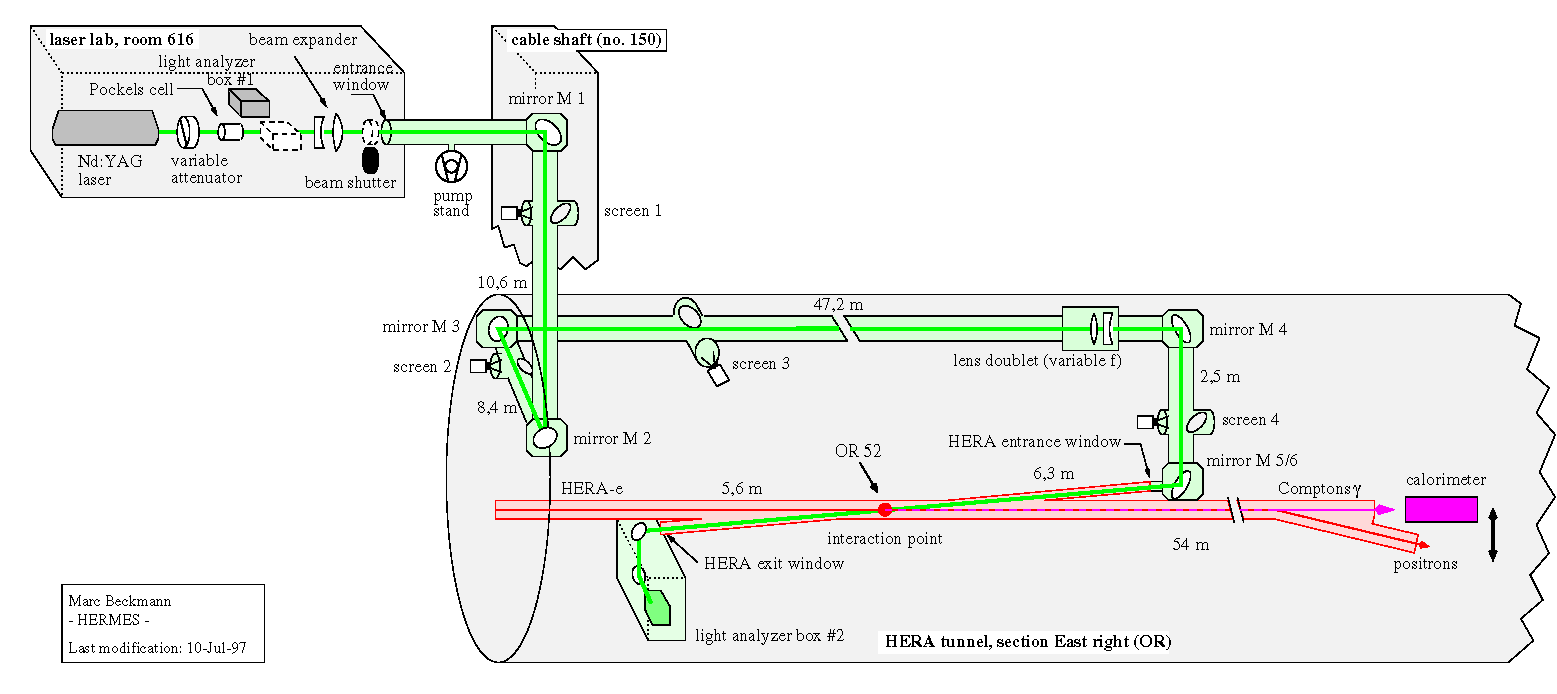 laser lab, room 616
beam expander
cable shaft (no. 150)
light analyzer
box #1
entrance
window
Pockels cell
mirror M 1
Nd:YAG
laser
variable
attenuator
beam shutter
pump
stand
screen 1
10,6 m
47,2 m
mirror M 3
mirror M 4
screen 2
screen 3
lens doublet (variable f)
2,5 m
8,4 m
screen 4
mirror M 2
HERA entrance window
OR 52
mirror M 5/6
6,3 m
HERA-e
5,6 m
Comptons γ
calorimeter
interaction point
54 m
HERA exit window
positrons
Marc Beckmann
- HERMES -
Last modification: 10-Jul-97
light analyzer box #2
HERA tunnel, section East right (OR)